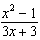 x² − 1
3x + 3